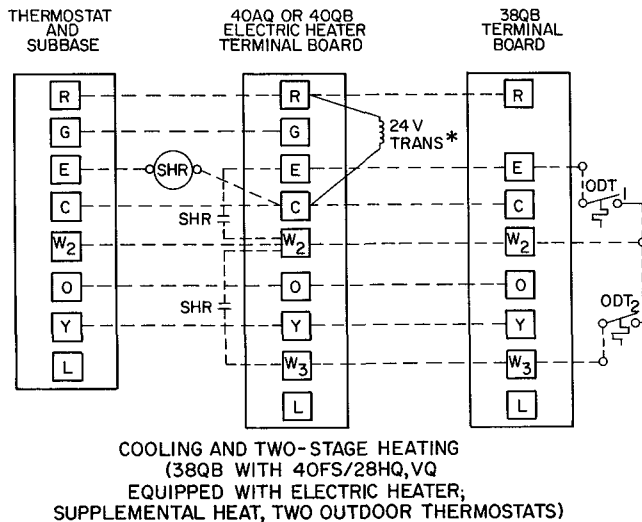 THERMOSTAT
AND
SUBBASE
40AQ OR 40QB
ELECTRIC HEATER
TERMINAL BOARD
38QB
TERMINAL
BOARD
R
R
R
G
G
24 V
TRANS*
E
SHR
E
E
ODT 1
C
SHR
C
C
W2
W2
W2
O
SHR
O
O
ODT2
Y
Y
Y
L
W3
W3
L
L
COOLING AND TWO-STAGE HEATING
(38QB WITH 40FS/28HQ,VQ
EQUIPPED WITH ELECTRIC HEATER;
SUPPLEMENTAL HEAT, TWO OUTDOOR THERMOSTATS)